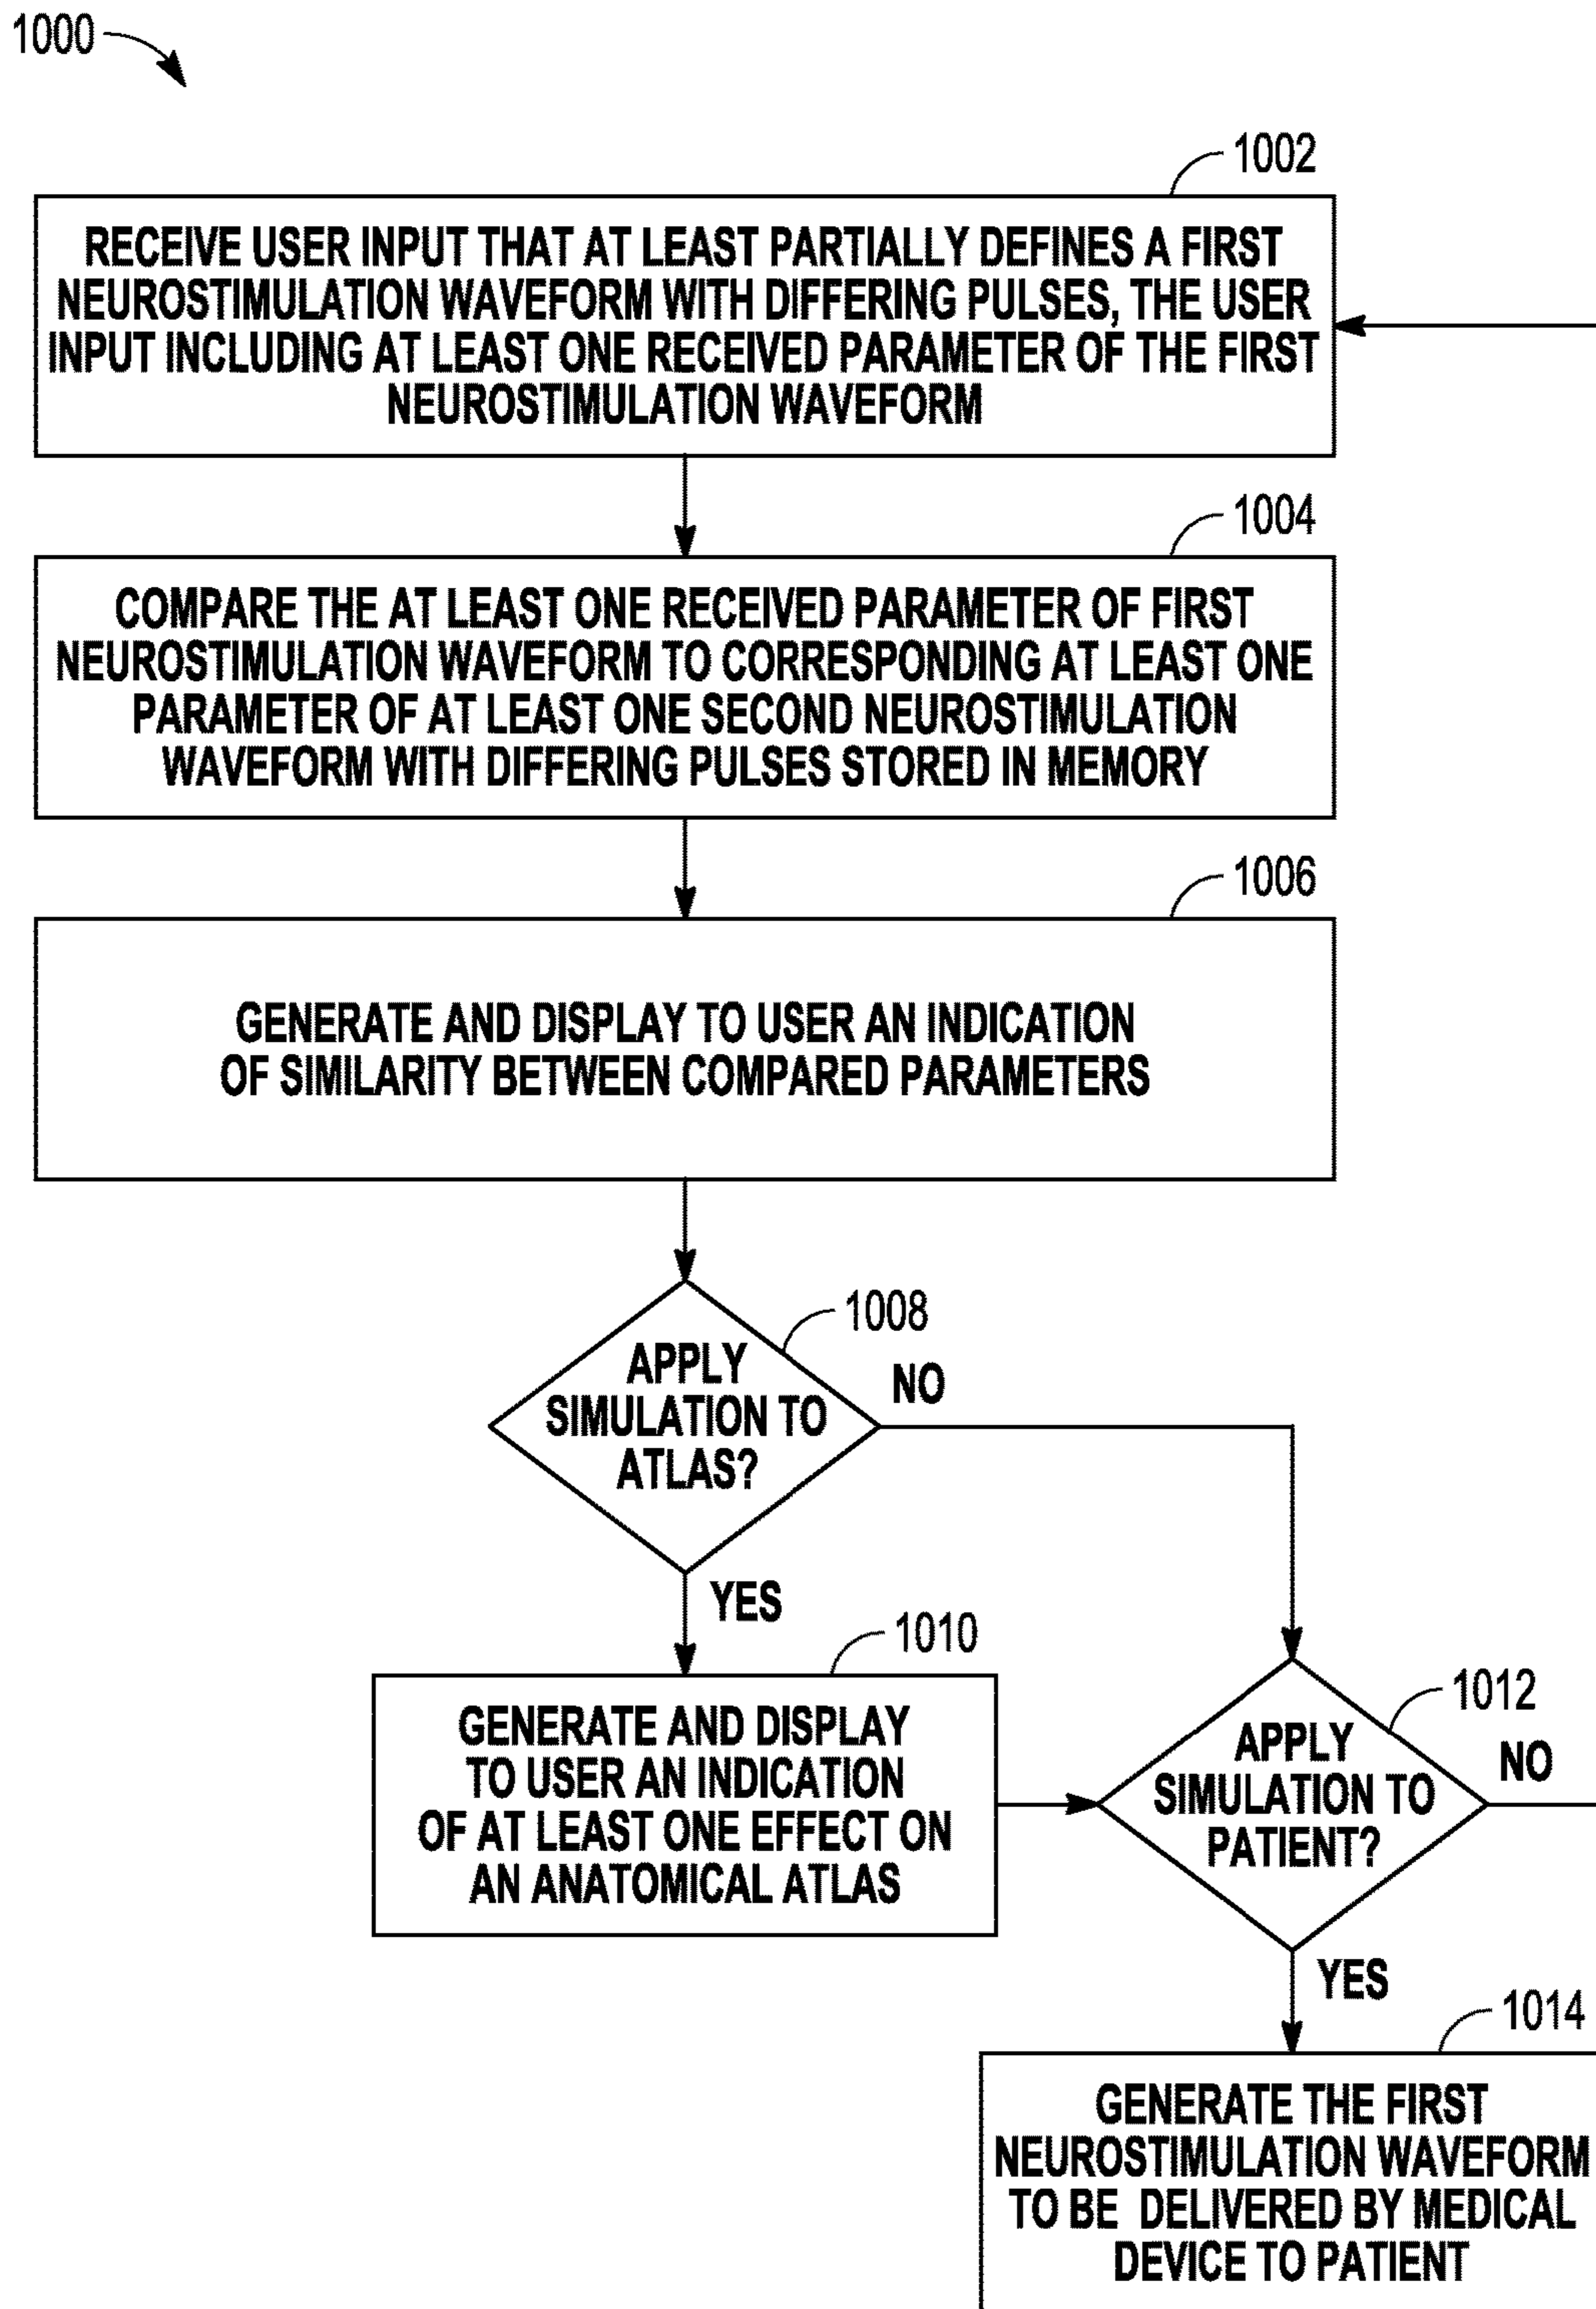 1000
1002
RECEIVE USER INPUT THAT AT LEAST PARTIALLY DEFINES A FIRST
NEUROSTIMULATION WAVEFORM WITH DIFFERING PULSES, THE USER
INPUT INCLUDING AT LEAST ONE RECEIVED PARAMETER OF THE FIRST
NEUROSTIMULATION WAVEFORM
1004
COMPARE THE AT LEAST ONE RECEIVED PARAMETER OF FIRST
NEUROSTIMULATION WAVEFORM TO CORRESPONDING AT LEAST ONE
PARAMETER OF AT LEAST ONE SECOND NEUROSTIMULATION
WAVEFORM WITH DIFFERING PULSES STORED IN MEMORY
1006
GENERATE AND DISPLAY TO USER AN INDICATION
OF SIMILARITY BETWEEN COMPARED PARAMETERS
1008
APPLY
SIMULATION TO
ATLAS?
NO
YES
1010
GENERATE AND DISPLAY
TO USER AN INDICATION
OF AT LEAST ONE EFFECT ON
AN ANATOMICAL ATLAS
1012
APPLY
SIMULATION TO
PATIENT?
NO
YES
1014
GENERATE THE FIRST
NEUROSTIMULATION WAVEFORM
TO BE DELIVERED BY MEDICAL
DEVICE TO PATIENT